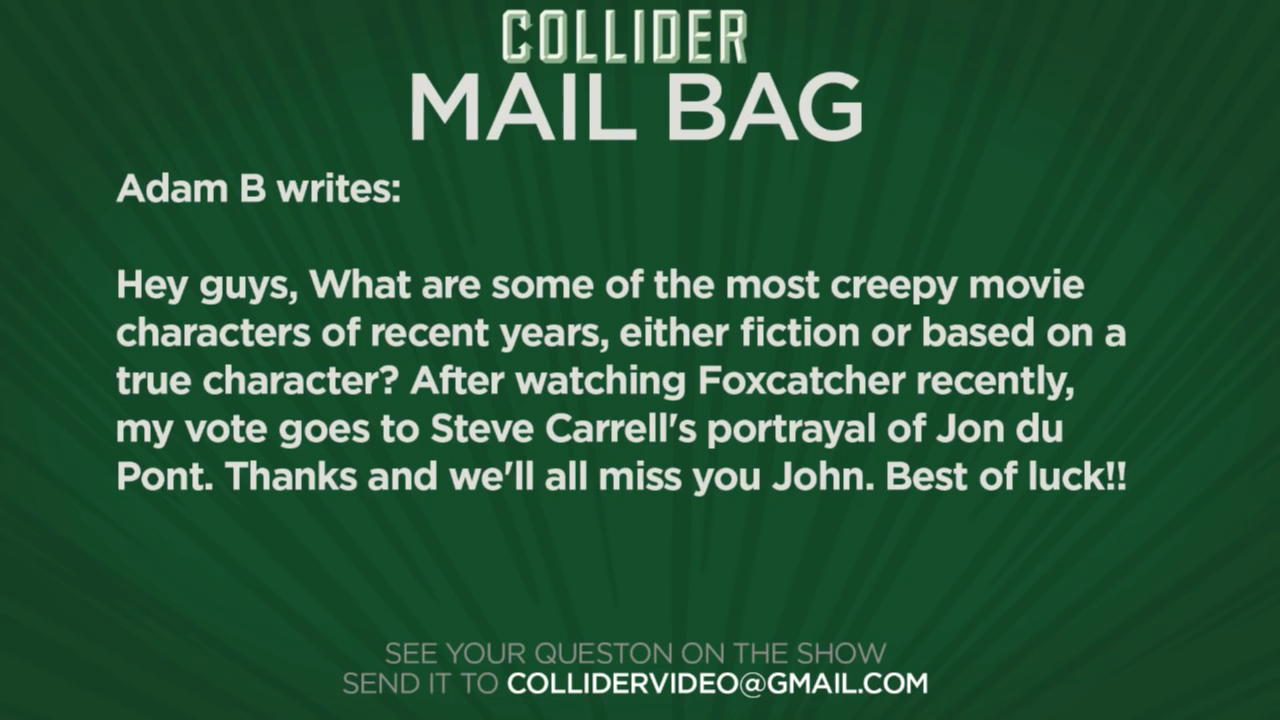 COLLIDER
MAIL BAG
Adam B writes:
Hey guys, What are some of the most creepy movie
characters of recent years, either fiction or based on a
true character? After watching Foxcatcher recently,
my vote goes to Steve Carrell's portrayal of Jon du
Pont. Thanks and we'll all miss you John. Best of luck!!
SEE YOUR QUESTON ON THE SHOW
SEND IT TO COLLIDERVIDEO@GMAIL.COM